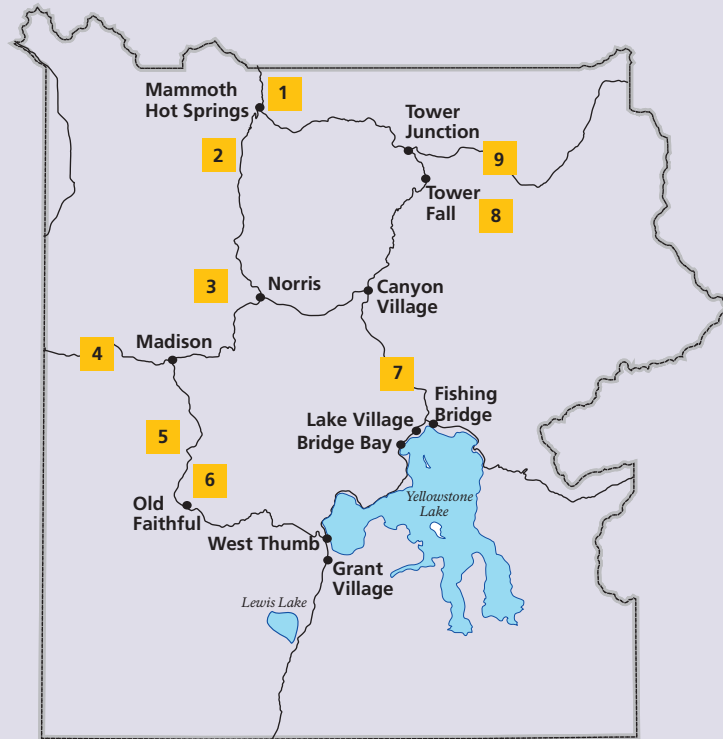 Mammoth
Hot Springs
1
Tower
Junction
2
9
Tower
Fall
8
3
Norris
Canyon
Village
Madison
4
7
Fishing
Bridge
Lake Village
5
Bridge Bay
6
Yellowstone
Lake
Old
Faithful
West Thumb
Grant
Village
Lewis Lake